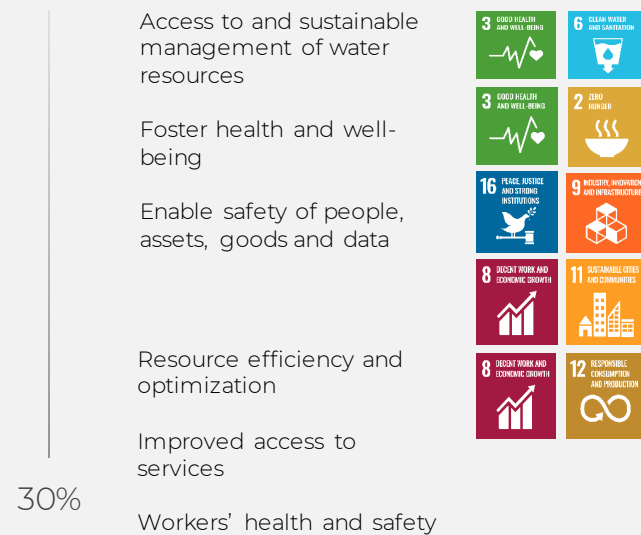 Access to and sustainable
management of water
resources
3 GOOD HEALTH
AND WELL-BEING
6 CLEAN WATER
AND SANITATION
Foster health and well-
being
3 GOOD HEALTH
AND WELL-BEING
2 ZERO
HUNGER
Enable safety of people,
assets, goods and data
16 PEACE, JUSTICE
AND STRONG
INSTITUTIONS
9 INDUSTRY, INNOVATION
AND INFRASTRUCTURE
8 DECENT WORK AND
ECONOMIC GROWTH
11 SUSTAINABLE CITIES
AND COMMUNITIES
Resource efficiency and
optimization
8 DECENT WORK AND
ECONOMIC GROWTH
12 RESPONSIBLE
CONSUMPTION
AND PRODUCTION
Improved access to
services
30%
Workers' health and safety